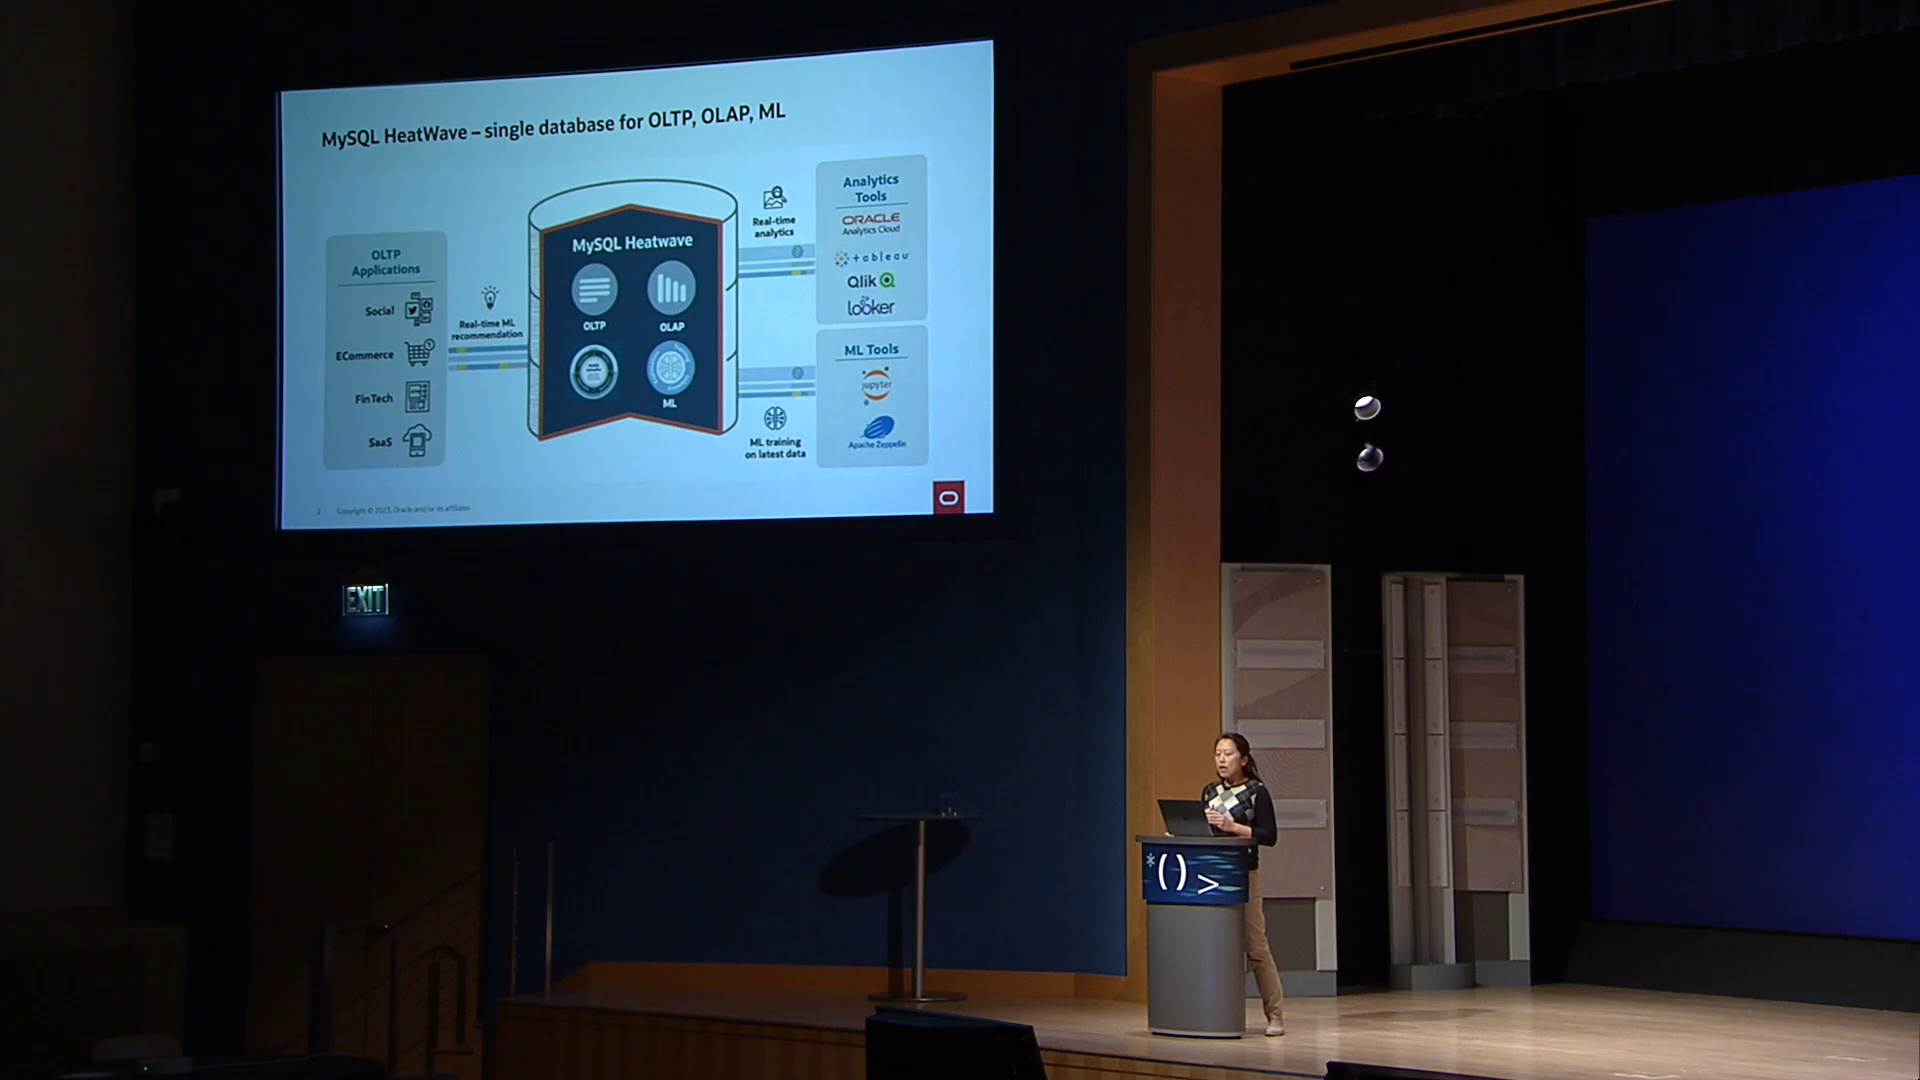 MySQL HeatWave – single database for OLTP, OLAP, ML
OLTP
Applications
Social
ECommerce
FinTech
SaaS
Real-time ML
recommendation
MySQL Heatwave
OLTP
OLAP
ML
Real-time
analytics
ML training
on latest data
Analytics
Tools
ORACLE
Analytics Cloud
+ableau
Qlik
looker
ML Tools
jupyter
Apache Zeppelin
2
Copyright © 2023, Oracle and/or its affiliates
EXIT
*()>